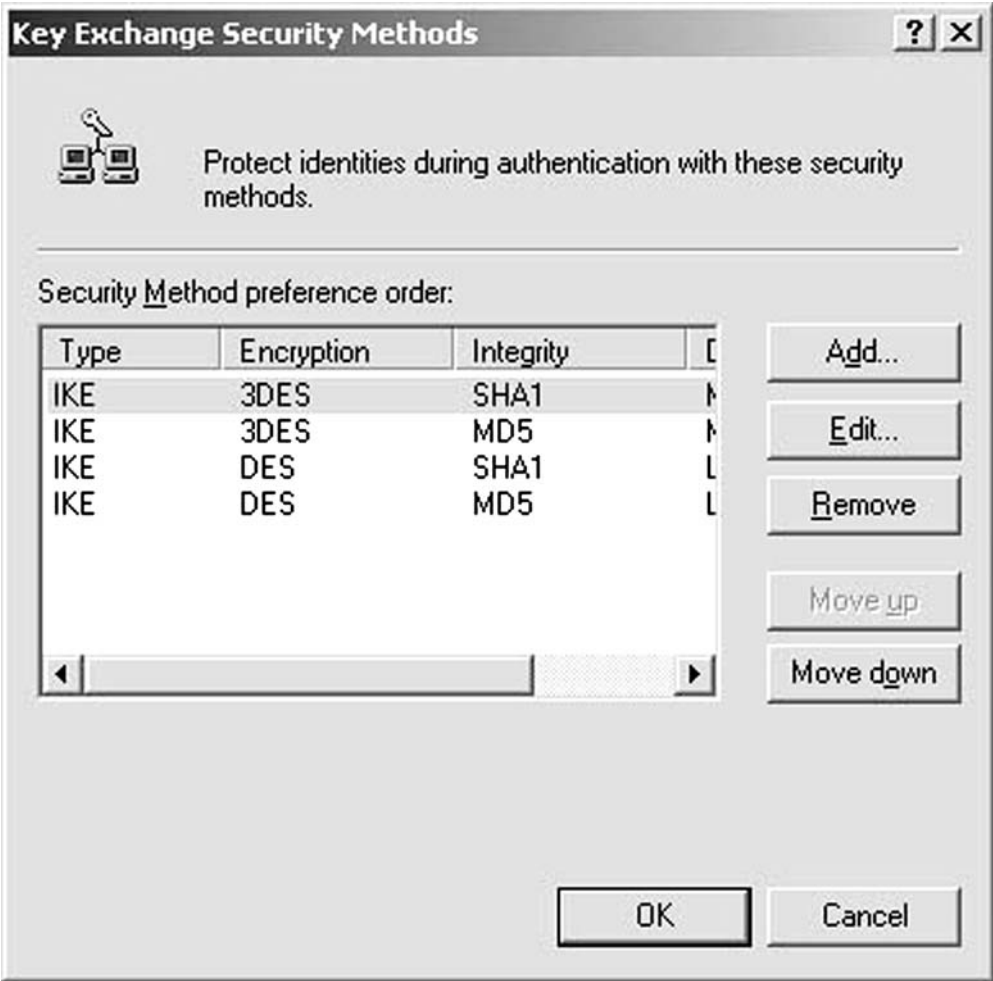 Key Exchange Security Methods
Protect identities during authentication with these security
methods.
Security Method preference order:
Type Encryption Integrity
IKE 3DES SHA1
IKE 3DES MD5
IKE DES SHA1
IKE DES MD5
Add...
Edit...
Remove
Move up
Move down
OK Cancel